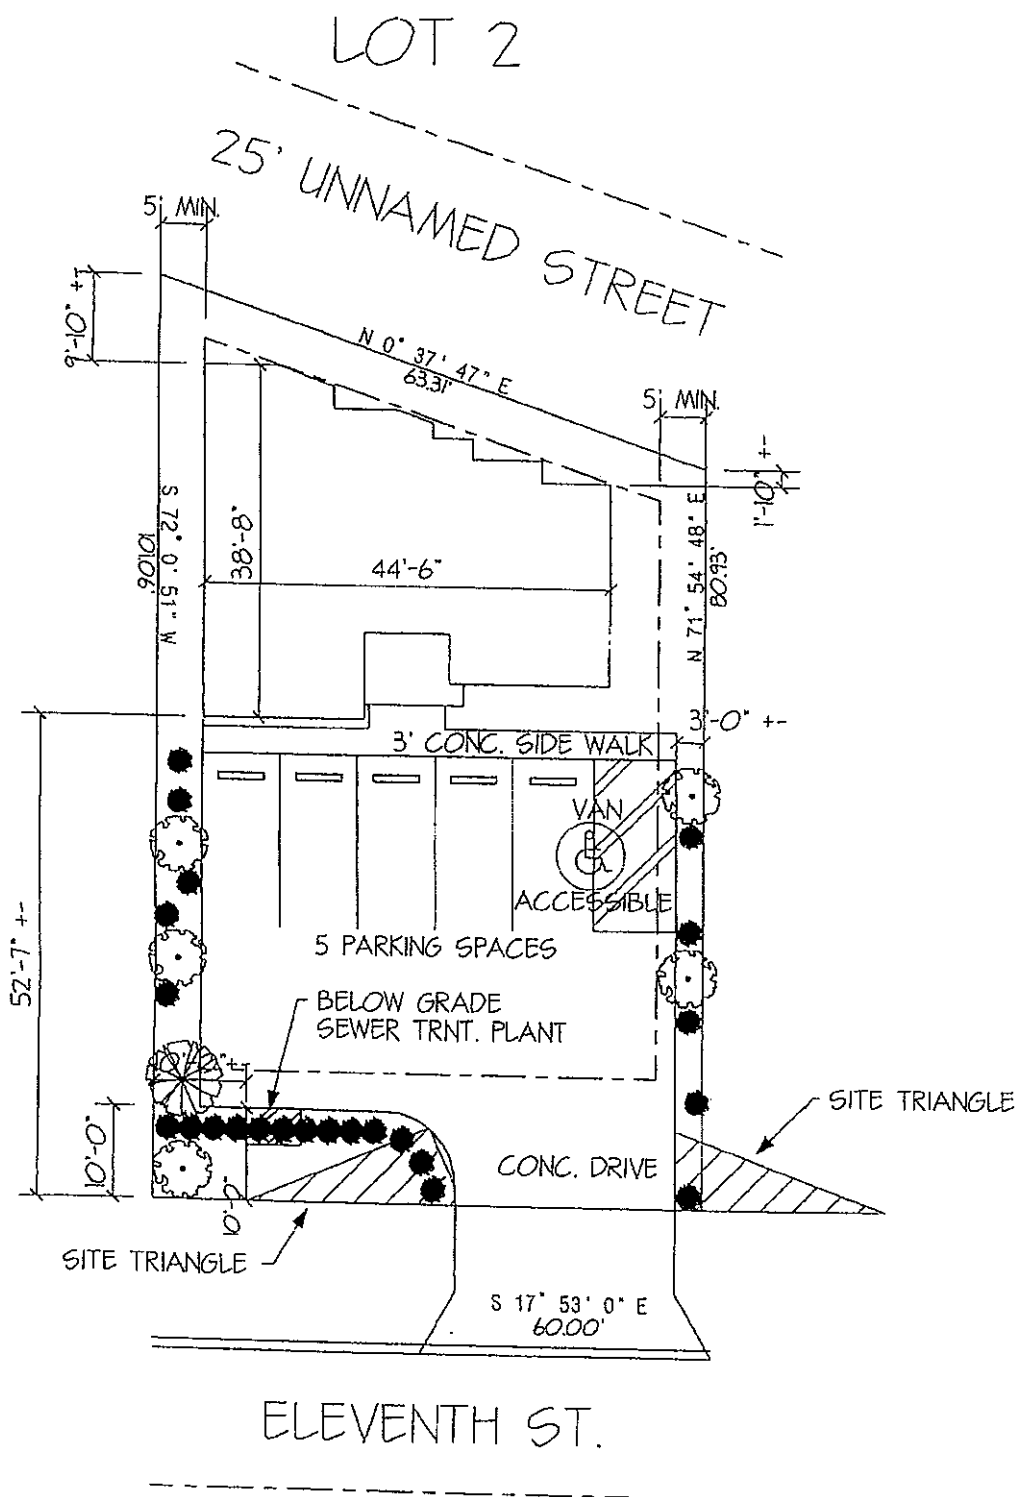 LOT 2
25' UNNAMED STREET
5' MIN.
9'-10" +-
N 0° 37' 47" E
63.31'
5' MIN.
1'-10" +-
S 72° 0' 51" W
101.06'
38'-8"
44'-6"
N 71° 54' 48" E
80.93'
3'-0" +-
3' CONC. SIDE WALK
VAN
ACCESSIBLE
52'-7" +-
5 PARKING SPACES
BELOW GRADE
SEWER TRNT. PLANT
SITE TRIANGLE
10'-0"
CONC. DRIVE
10'-0"
SITE TRIANGLE
S 17° 53' 0" E
60.00'
ELEVENTH ST.